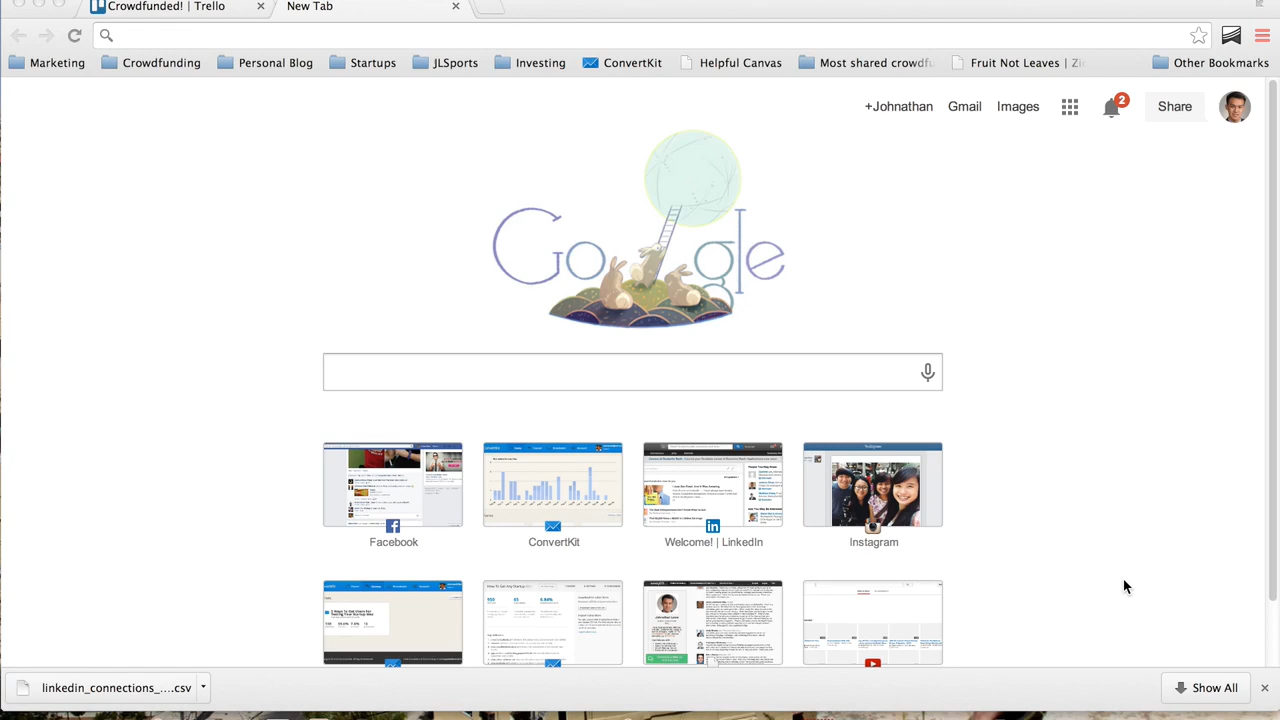 Crowdfunded! | Trello
New Tab
Marketing
Crowdfunding
Personal Blog
Startups
JLSports
Investing
ConvertKit
Helpful Canvas
Most shared crowdfu
Fruit Not Leaves | Zi
Other Bookmarks
+Johnathan
Gmail
Images
2
Share
Google
Facebook
ConvertKit
Welcome! | LinkedIn
Instagram
linkedin_connections_....csv
Show All